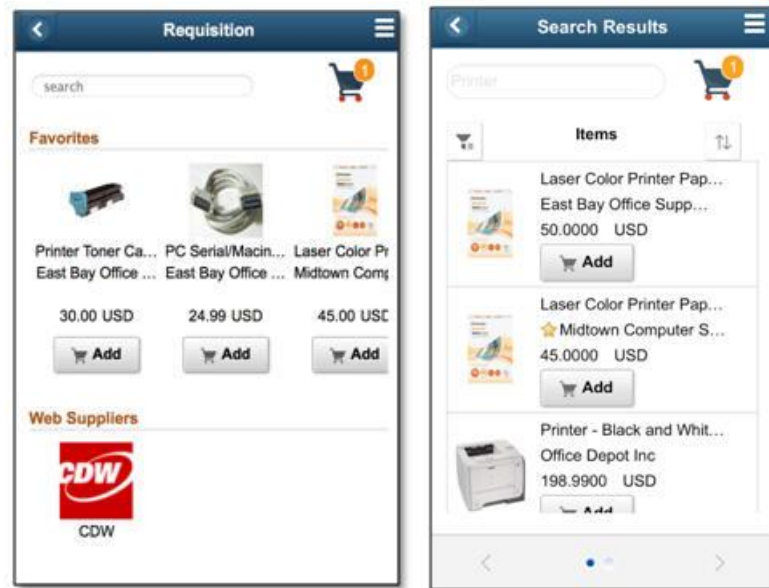 Requisition
search
1
Favorites
Printer Toner Ca...
East Bay Office ...
30.00 USD
Add
PC Serial/Macin...
East Bay Office ...
24.99 USD
Add
Laser Color Pr
Midtown Comp
45.00 USD
Add
Web Suppliers
CDW
CDW
Search Results
Printer
1
Items
Laser Color Printer Pap...
East Bay Office Supp...
50.0000 USD
Add
Laser Color Printer Pap...
Midtown Computer S...
45.0000 USD
Add
Printer - Black and Whit...
Office Depot Inc
198.9900 USD
Add